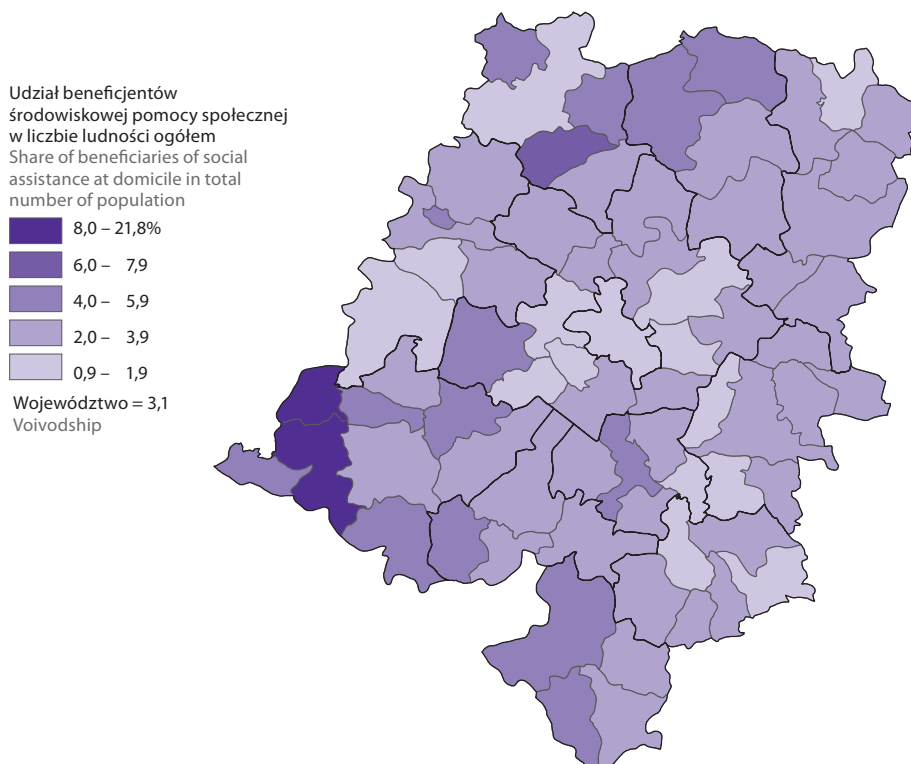 Udział beneficjentów
środowiskowej pomocy społecznej
w liczbie ludności ogółem
Share of beneficiaries of social
assistance at domicile in total
number of population
8,0 – 21,8%
6,0 – 7,9
4,0 – 5,9
2,0 – 3,9
0,9 – 1,9
Województwo = 3,1
Voivodship